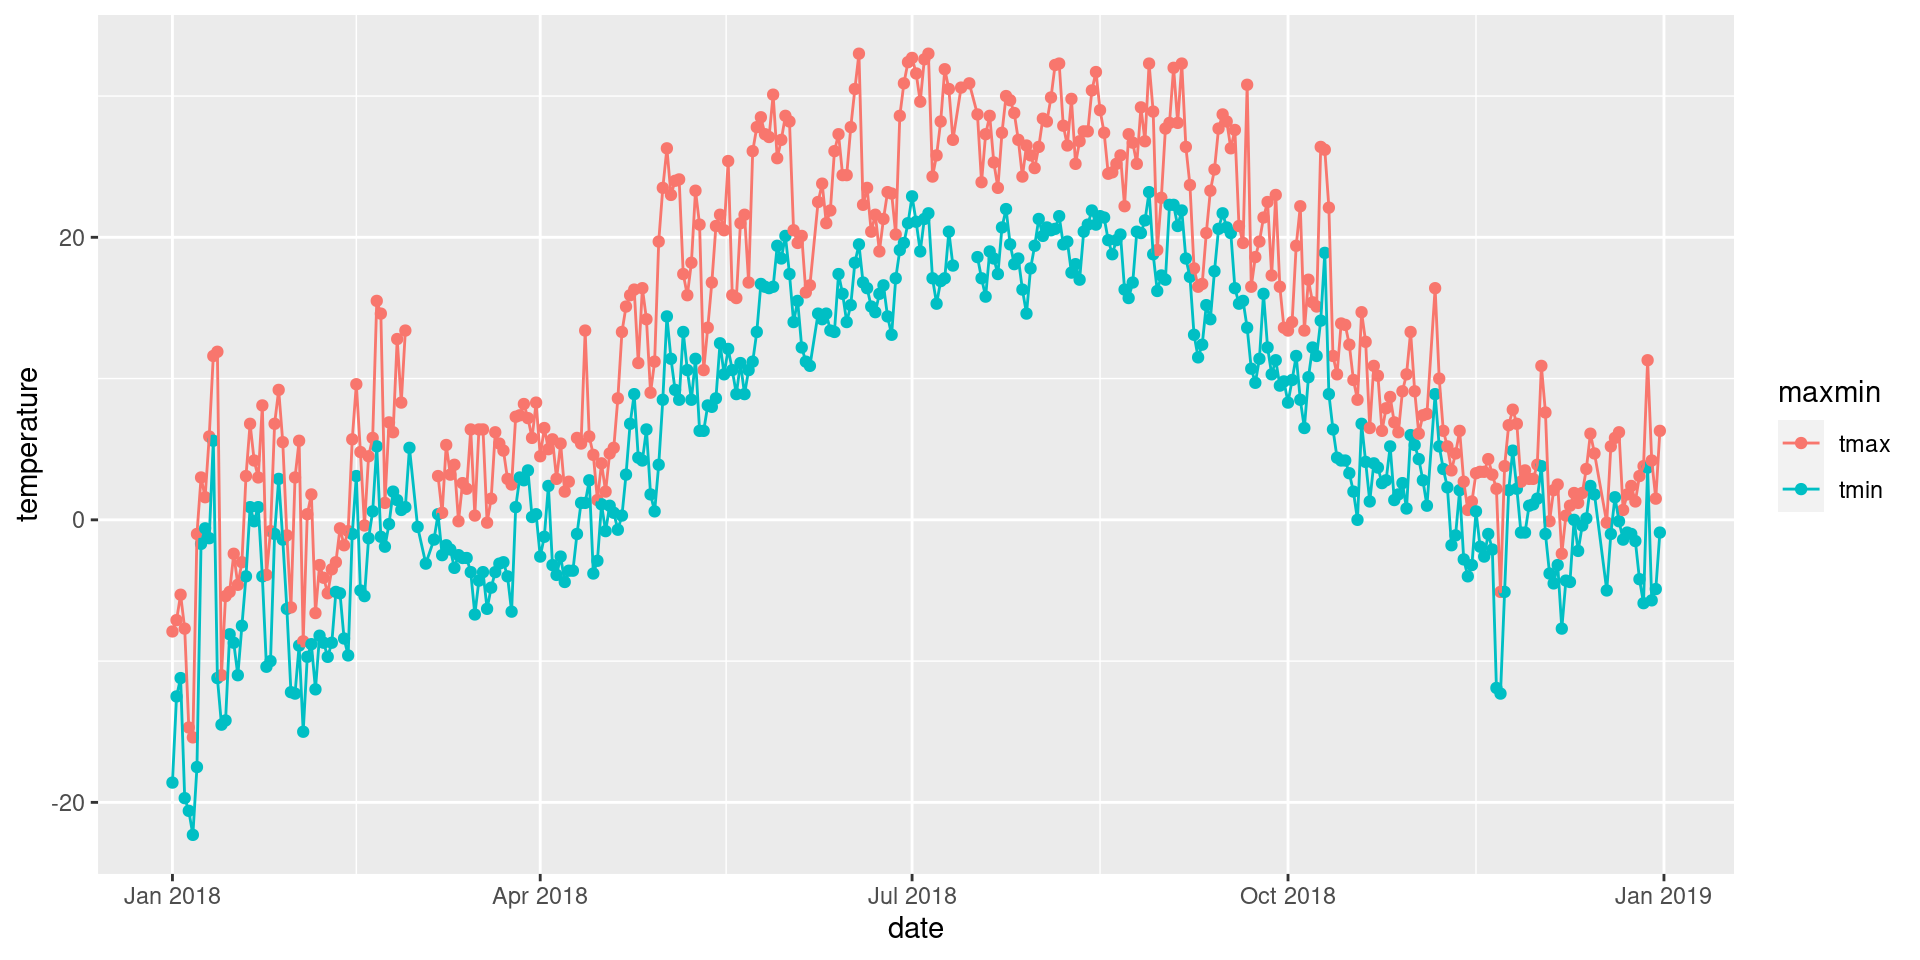 temperature
20
0
-20
Jan 2018
Apr 2018
Jul 2018
Oct 2018
Jan 2019
date
maxmin
tmax
tmin